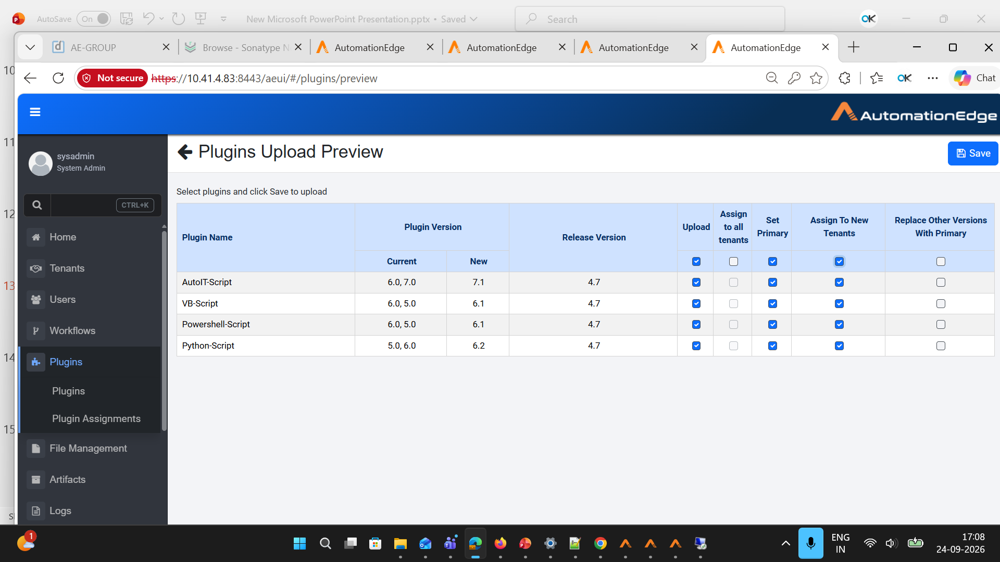 AutoSave On New Microsoft PowerPoint Presentation.pptx • Saved Search OK
AE-GROUP Browse - Sonatype N AutomationEdge AutomationEdge AutomationEdge AutomationEdge
Not secure https://10.41.4.83:8443/aeui/#/plugins/preview OK Chat
10
11
12
13
14
15
S
AutomationEdge
sysadmin
System Admin
CTRL+K
Home
Tenants
Users
Workflows
Plugins
Plugins
Plugin Assignments
File Management
Artifacts
Logs
Plugins Upload Preview
Save
Select plugins and click Save to upload
Plugin Name Plugin Version Release Version Upload Assign to all tenants Set Primary Assign To New Tenants Replace Other Versions With Primary
Current New
AutoIT-Script 6.0, 7.0 7.1 4.7
VB-Script 6.0, 5.0 6.1 4.7
Powershell-Script 6.0, 5.0 6.1 4.7
Python-Script 5.0, 6.0 6.2 4.7
1
ENG
IN
17:08
24-09-2026